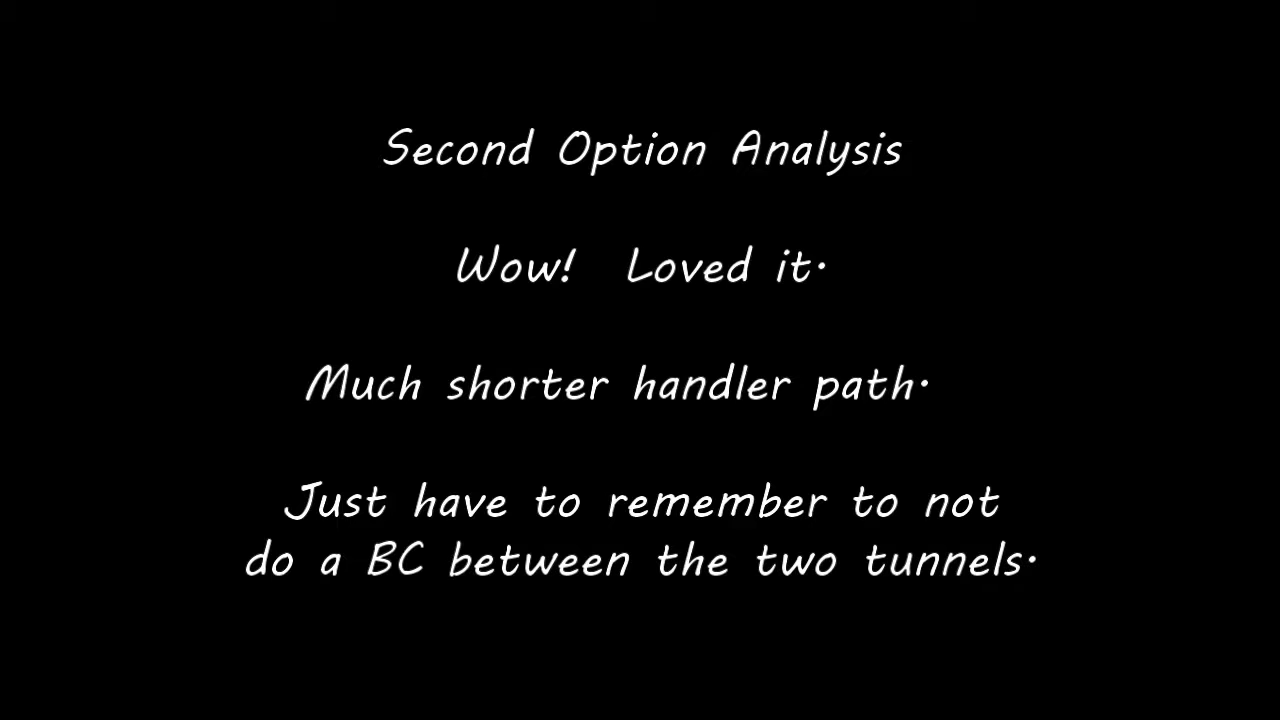 Second Option Analysis
Wow! Loved it.
Much shorter handler path.
Just have to remember to not
do a BC between the two tunnels.